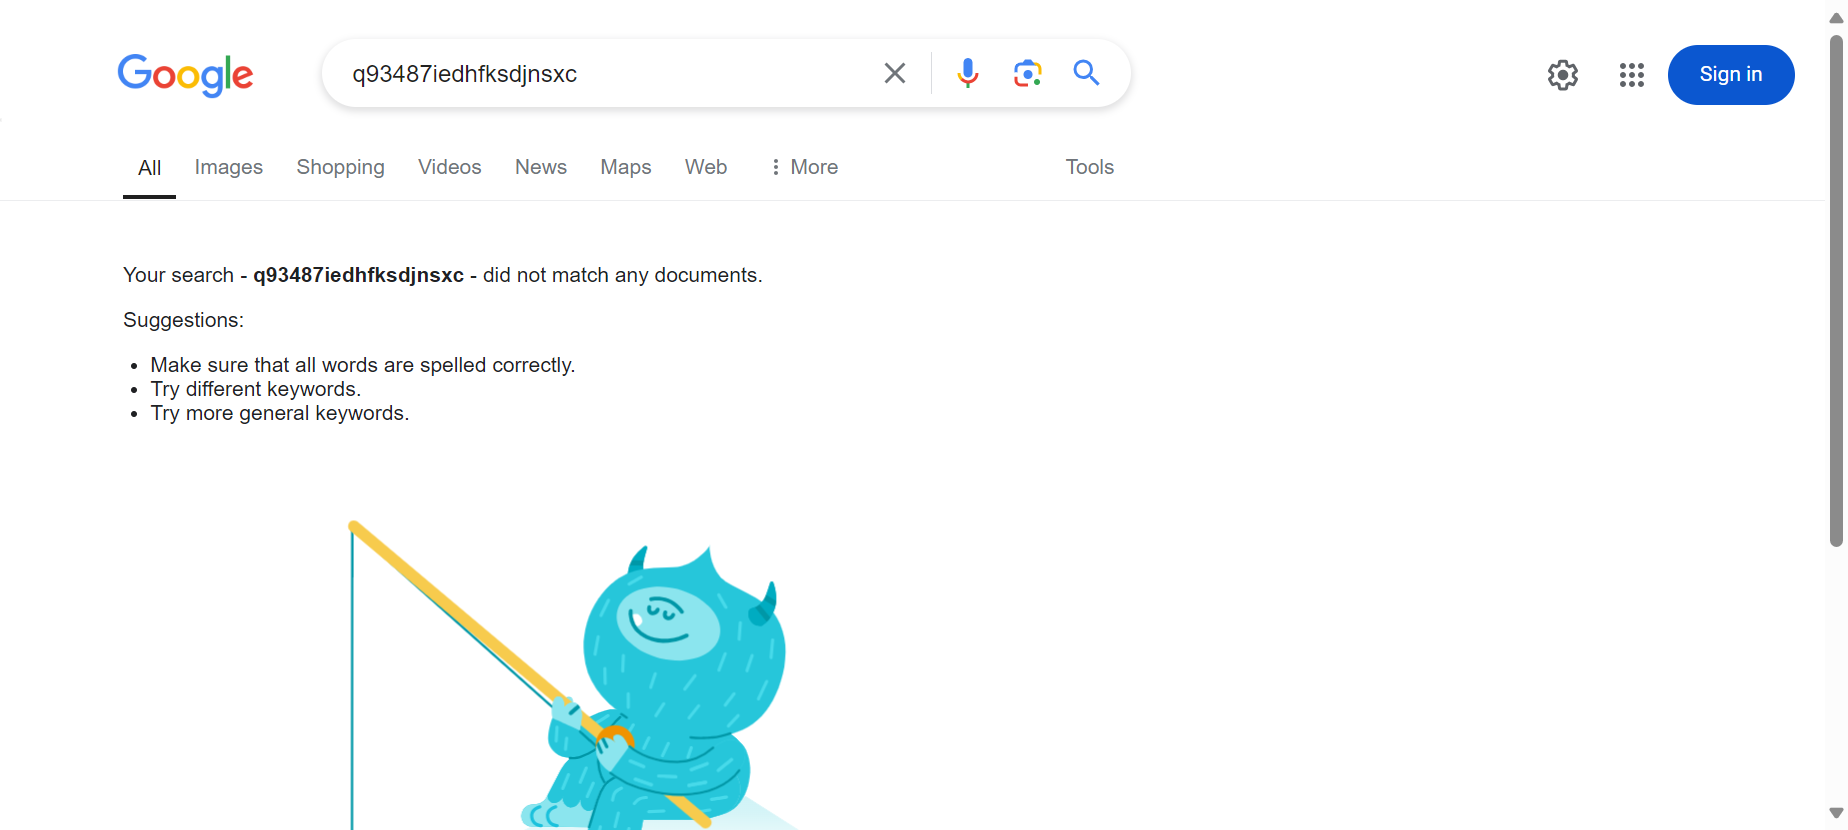 Google
q93487iedhfksdjnsxc
Sign in
All Images Shopping Videos News Maps Web More Tools
Your search - q93487iedhfksdjnsxc - did not match any documents.
Suggestions:
Make sure that all words are spelled correctly.
Try different keywords.
Try more general keywords.